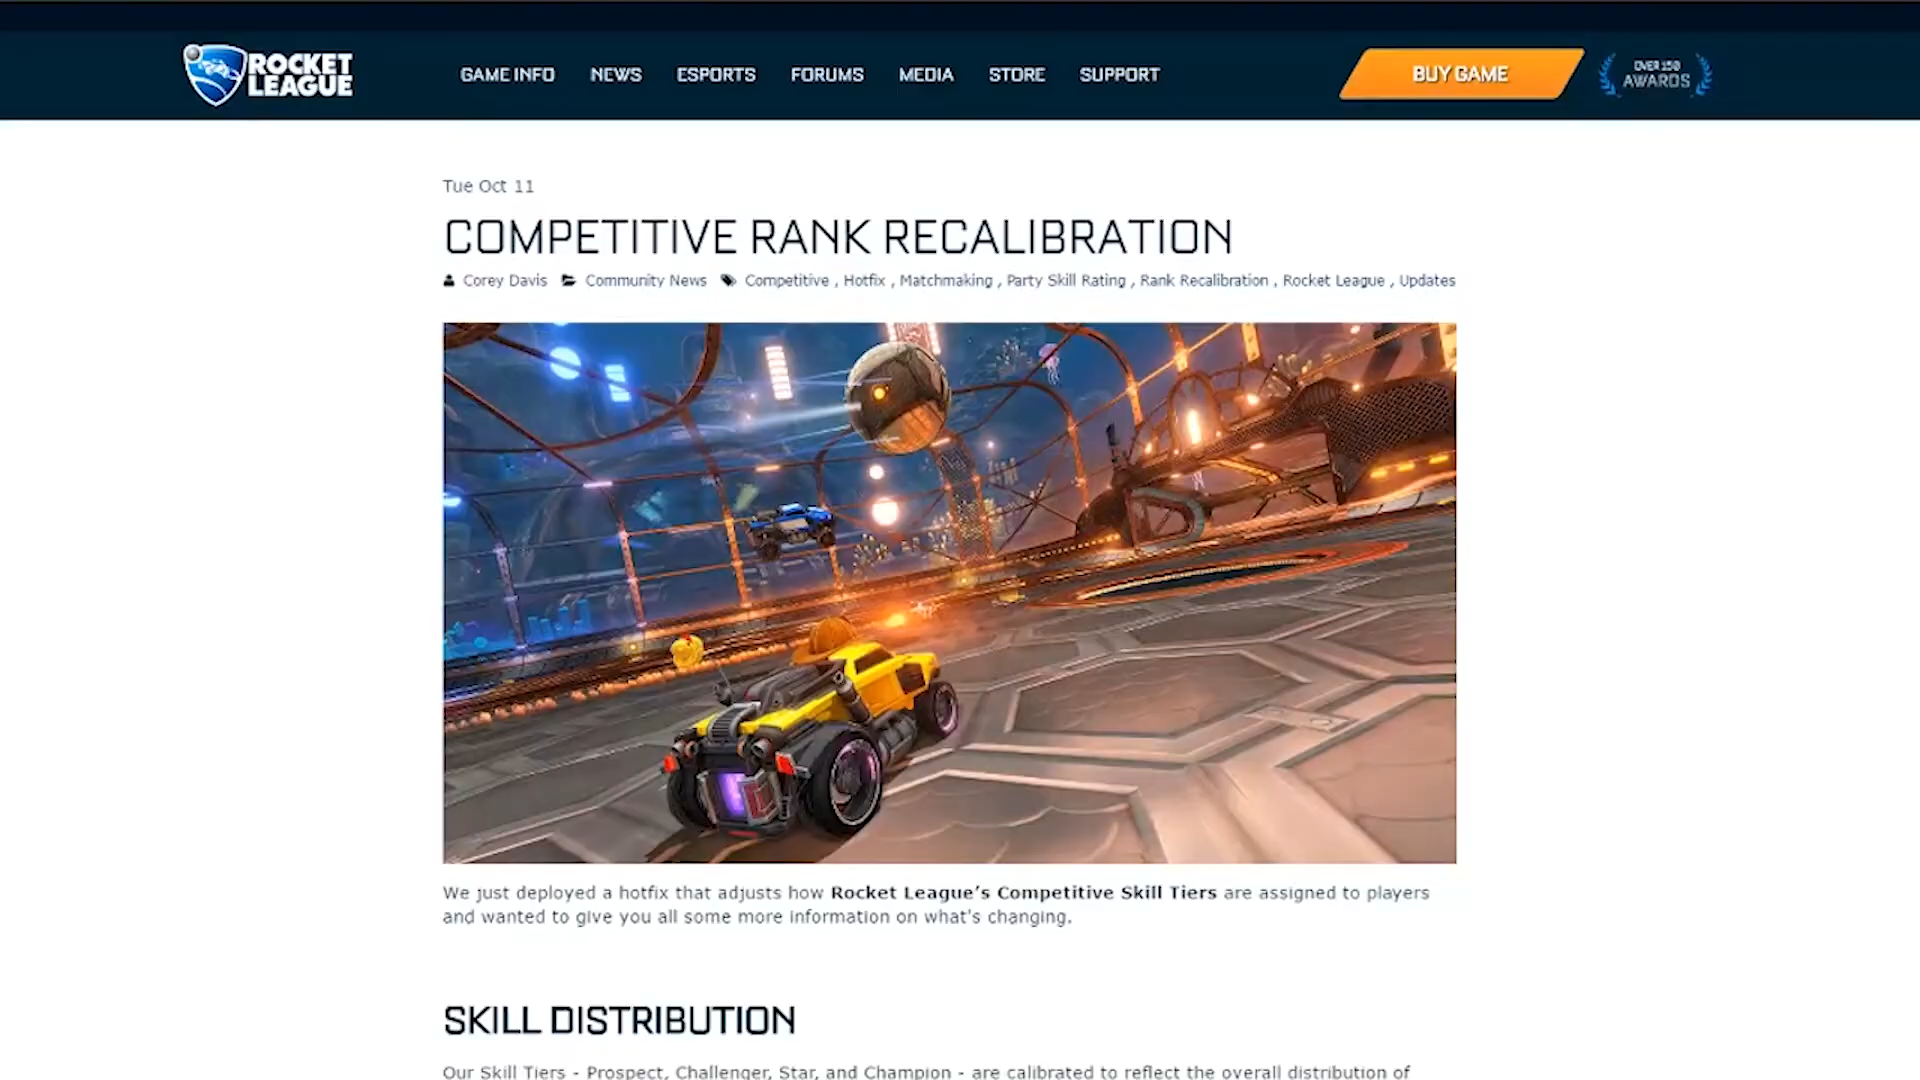 ROCKET
LEAGUE
GAME INFO NEWS ESPORTS FORUMS MEDIA STORE SUPPORT
BUY GAME
OVER 150
AWARDS
Tue Oct 11
COMPETITIVE RANK RECALIBRATION
Corey Davis Community News Competitive , Hotfix , Matchmaking , Party Skill Rating , Rank Recalibration , Rocket League , Updates
We just deployed a hotfix that adjusts how Rocket League's Competitive Skill Tiers are assigned to players
and wanted to give you all some more information on what's changing.
SKILL DISTRIBUTION
Our Skill Tiers - Prospect, Challenger, Star, and Champion - are calibrated to reflect the overall distribution of